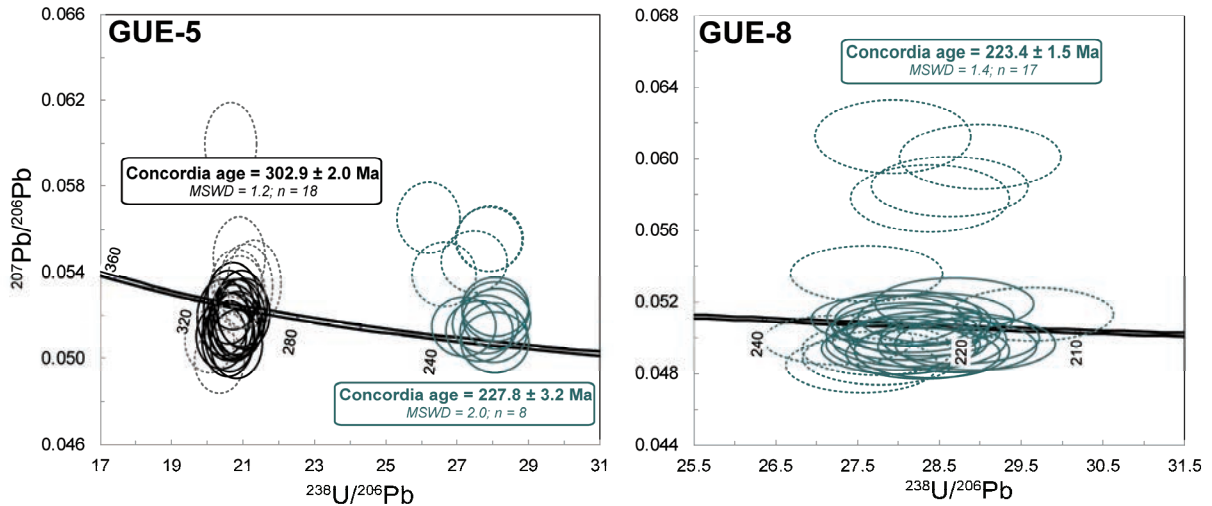 GUE-5
0.066
0.062
0.058
0.054
0.050
0.046
207Pb/206Pb
Concordia age = 302.9 ± 2.0 Ma
MSWD = 1.2; n = 18
360
320
280
240
Concordia age = 227.8 ± 3.2 Ma
MSWD = 2.0; n = 8
17 19 21 23 25 27 29 31
238U/206Pb
GUE-8
0.068
0.064
0.060
0.056
0.052
0.048
0.044
Concordia age = 223.4 ± 1.5 Ma
MSWD = 1.4; n = 17
240
220
210
25.5 26.5 27.5 28.5 29.5 30.5 31.5
238U/206Pb